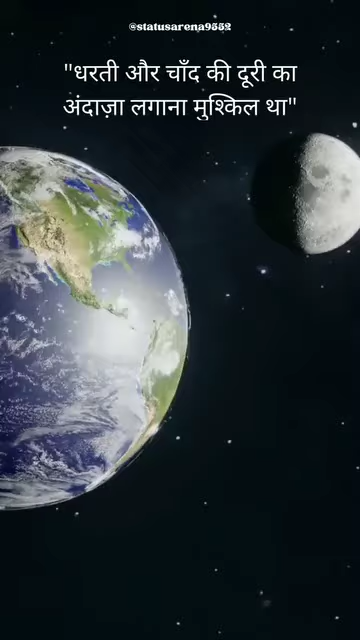 @statusarena9552
"धरती और चाँद की दूरी का
अंदाज़ा लगाना मुश्किल था"